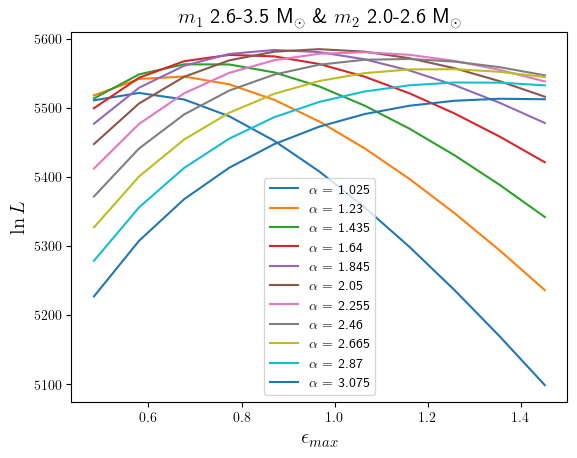 m₁ 2.6-3.5 M⊙ & m₂ 2.0-2.6 M⊙
5600
5500
5400
5300
5200
5100
ln L
α = 1.025
α = 1.23
α = 1.435
α = 1.64
α = 1.845
α = 2.05
α = 2.255
α = 2.46
α = 2.665
α = 2.87
α = 3.075
0.6 0.8 1.0 1.2 1.4
ϵmax